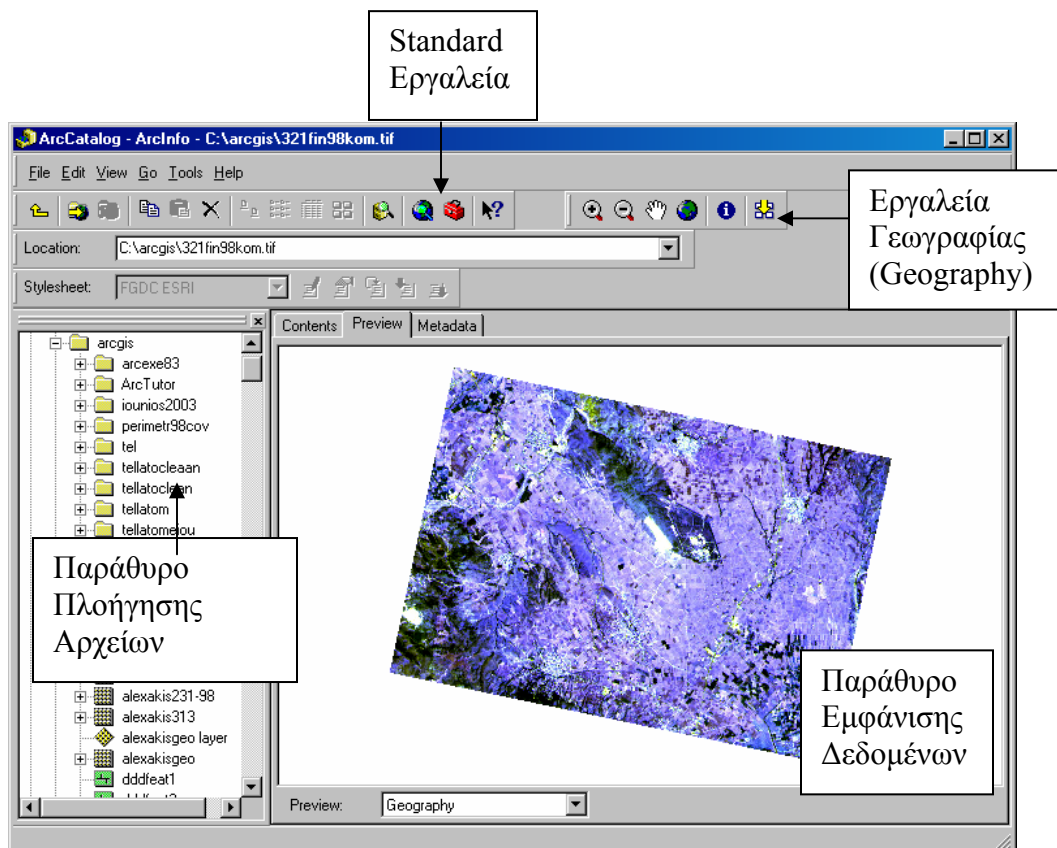 Standard
Εργαλεία
ArcCatalog - ArcInfo - C:\arcgis\321fin98kom.tif
File Edit View Go Tools Help
Εργαλεία
Γεωγραφίας
(Geography)
Location: C:\arcgis\321fin98kom.tif
Stylesheet: FGDC ESRI
Contents Preview Metadata
arcgis
arcexe83
ArcTutor
iounios2003
perimetr98cov
tel
tellatocleaan
tellatoclean
tellatom
tellatomeiou
Παράθυρο
Πλοήγησης
Αρχείων
alexakis231-98
alexakis313
alexakisgeo layer
alexakisgeo
dddfeat1
Παράθυρο
Εμφάνισης
Δεδομένων
Preview: Geography